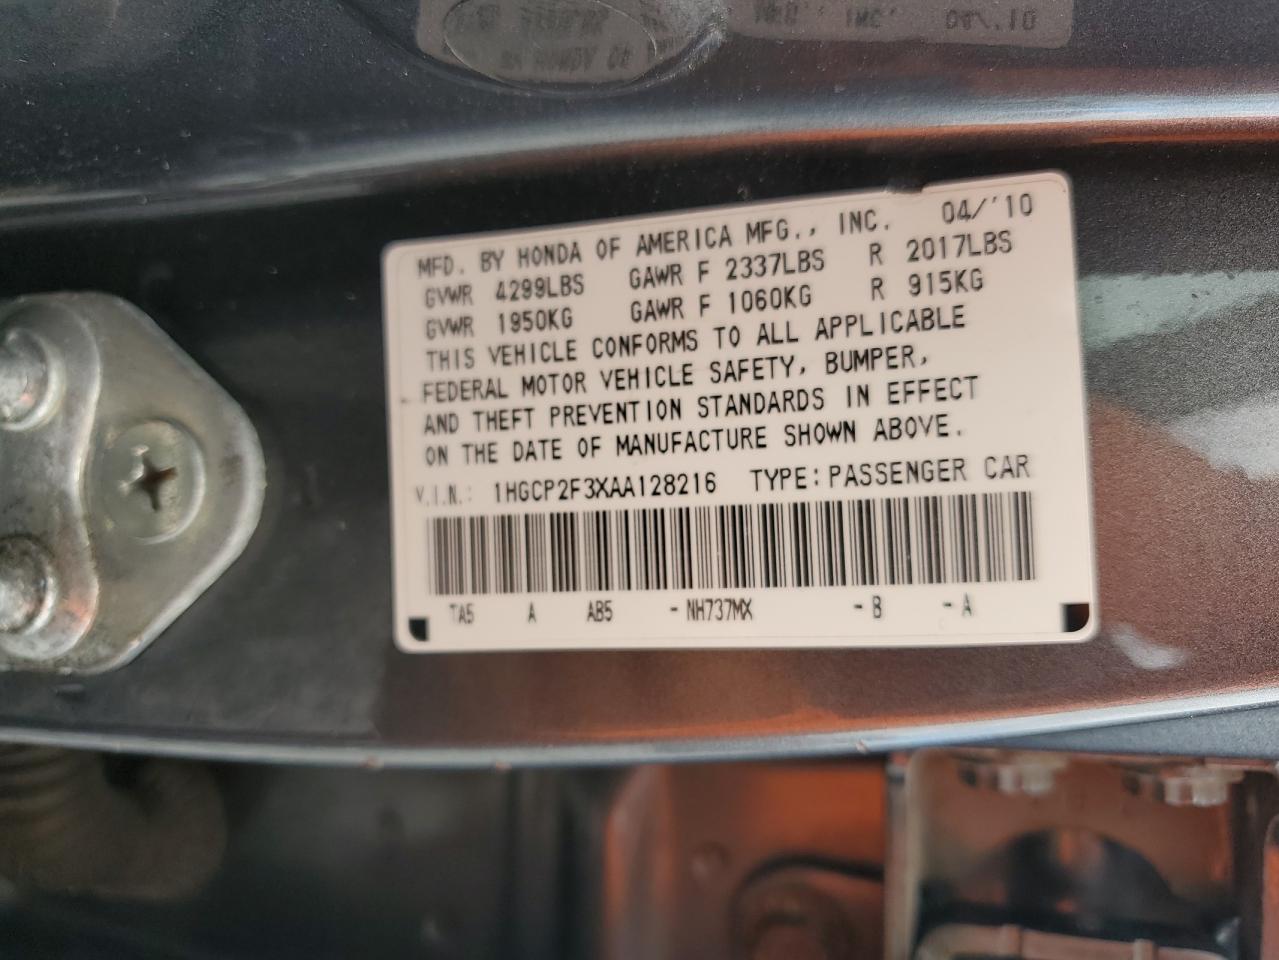 MFD. BY HONDA OF AMERICA MFG., INC. 04/'10
GVWR 4299LBS GAWR F 2337LBS R 2017LBS
GVWR 1950KG GAWR F 1060KG R 915KG
THIS VEHICLE CONFORMS TO ALL APPLICABLE
FEDERAL MOTOR VEHICLE SAFETY, BUMPER,
AND THEFT PREVENTION STANDARDS IN EFFECT
ON THE DATE OF MANUFACTURE SHOWN ABOVE.
V.I.N.: 1HGCP2F3XAA128216 TYPE: PASSENGER CAR
TA5 A AB5 -NH737MX -B -A